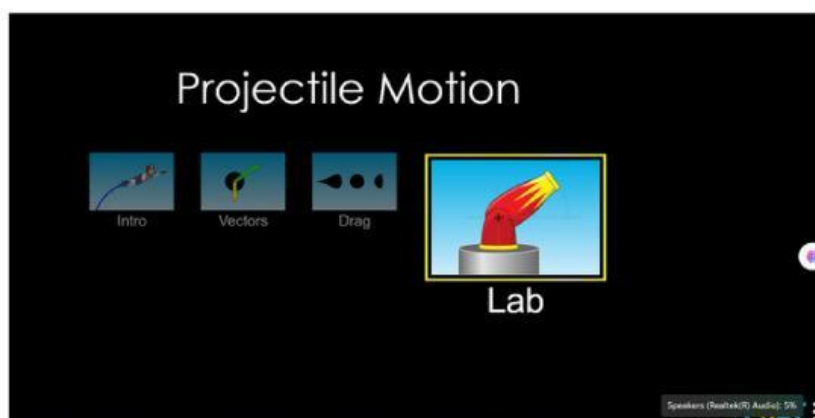 Projectile Motion
Intro
Vectors
Drag
Lab
Speakers (Realtek(R) Audio): 5%